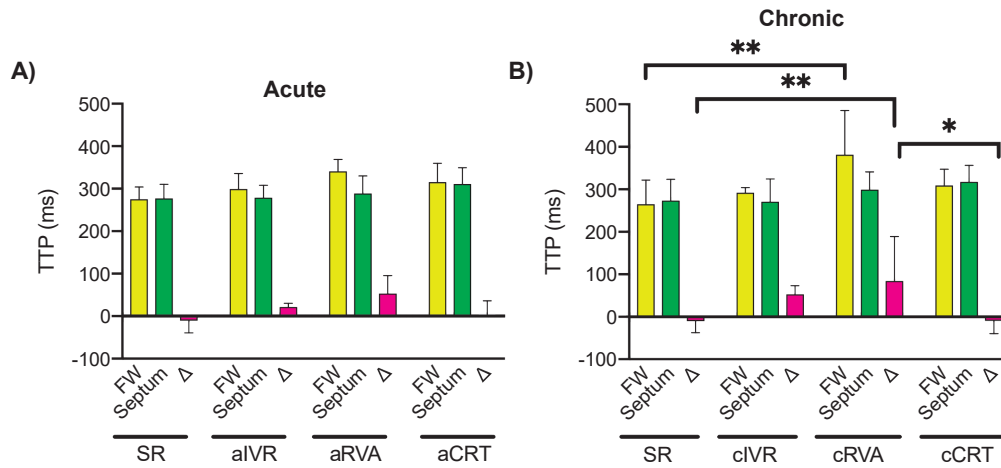 A)
Acute
TTP (ms)
500
400
300
200
100
0
-100
FW
Septum
Δ
FW
Septum
Δ
FW
Septum
Δ
FW
Septum
Δ
SR
aIVR
aRVA
aCRT
B)
Chronic
**
**
*
TTP (ms)
500
400
300
200
100
0
-100
FW
Septum
Δ
FW
Septum
Δ
FW
Septum
Δ
FW
Septum
Δ
SR
cIVR
cRVA
cCRT